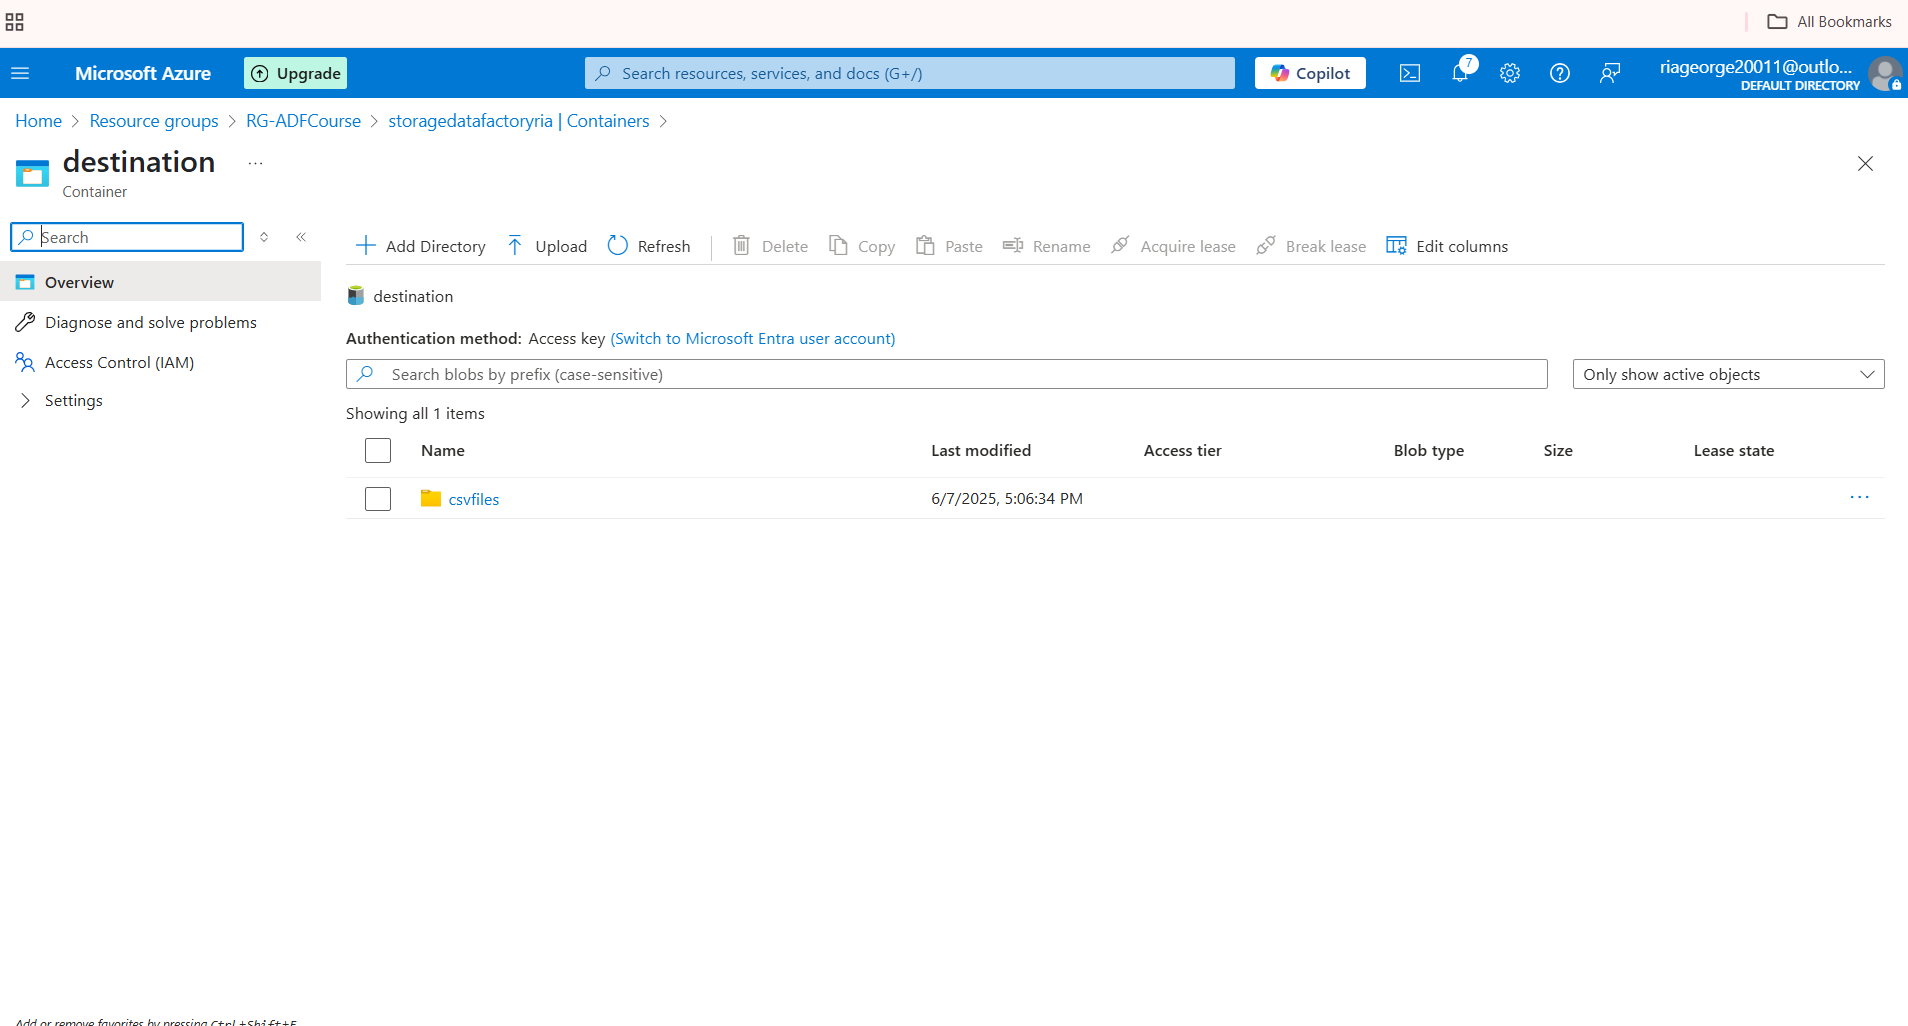 All Bookmarks
Microsoft Azure
Upgrade
Search resources, services, and docs (G+/)
Copilot
7
riageorge20011@outlo...
DEFAULT DIRECTORY
Home > Resource groups > RG-ADFCourse > storagedatafactoryria | Containers >
destination
...
Container
Search
Overview
Diagnose and solve problems
Access Control (IAM)
Settings
Add Directory
Upload
Refresh
Delete
Copy
Paste
Rename
Acquire lease
Break lease
Edit columns
destination
Authentication method: Access key (Switch to Microsoft Entra user account)
Search blobs by prefix (case-sensitive)
Only show active objects
Showing all 1 items
Name
Last modified
Access tier
Blob type
Size
Lease state
csvfiles
6/7/2025, 5:06:34 PM
...
Add or remove favorites by pressing Ctrl+Shift+F